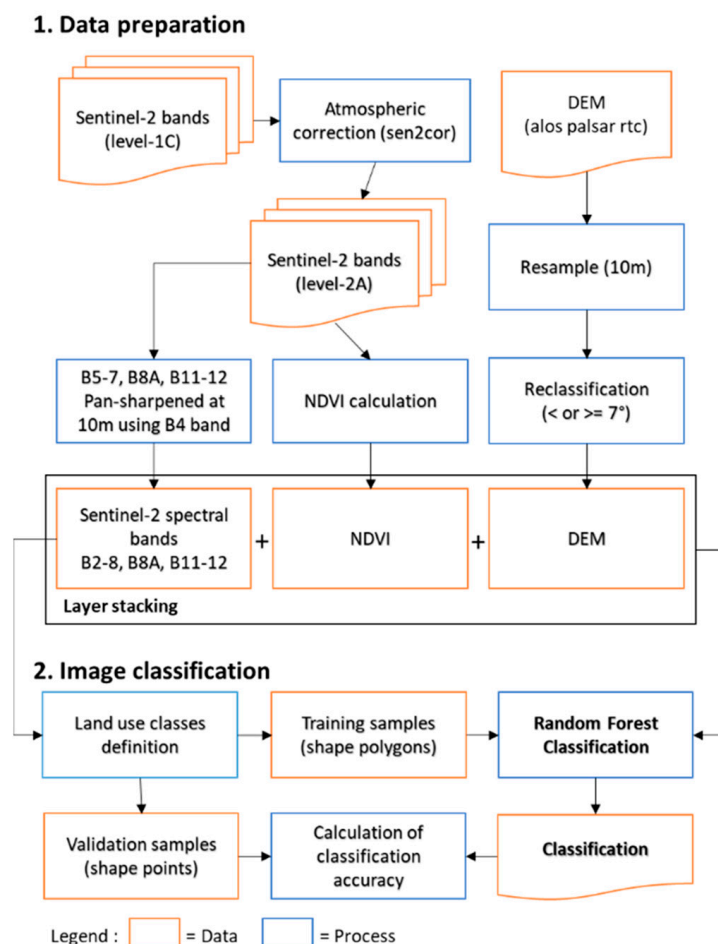 1. Data preparation
Sentinel-2 bands
(level-1C)
Atmospheric
correction (sen2cor)
DEM
(alos palsar rtc)
Sentinel-2 bands
(level-2A)
Resample (10m)
B5-7, B8A, B11-12
Pan-sharpened at
10m using B4 band
NDVI calculation
Reclassification
(< or >= 7°)
Sentinel-2 spectral
bands
B2-8, B8A, B11-12
+
NDVI
+
DEM
Layer stacking
2. Image classification
Land use classes
definition
Training samples
(shape polygons)
Random Forest
Classification
Validation samples
(shape points)
Calculation of
classification
accuracy
Classification
Legend : = Data = Process